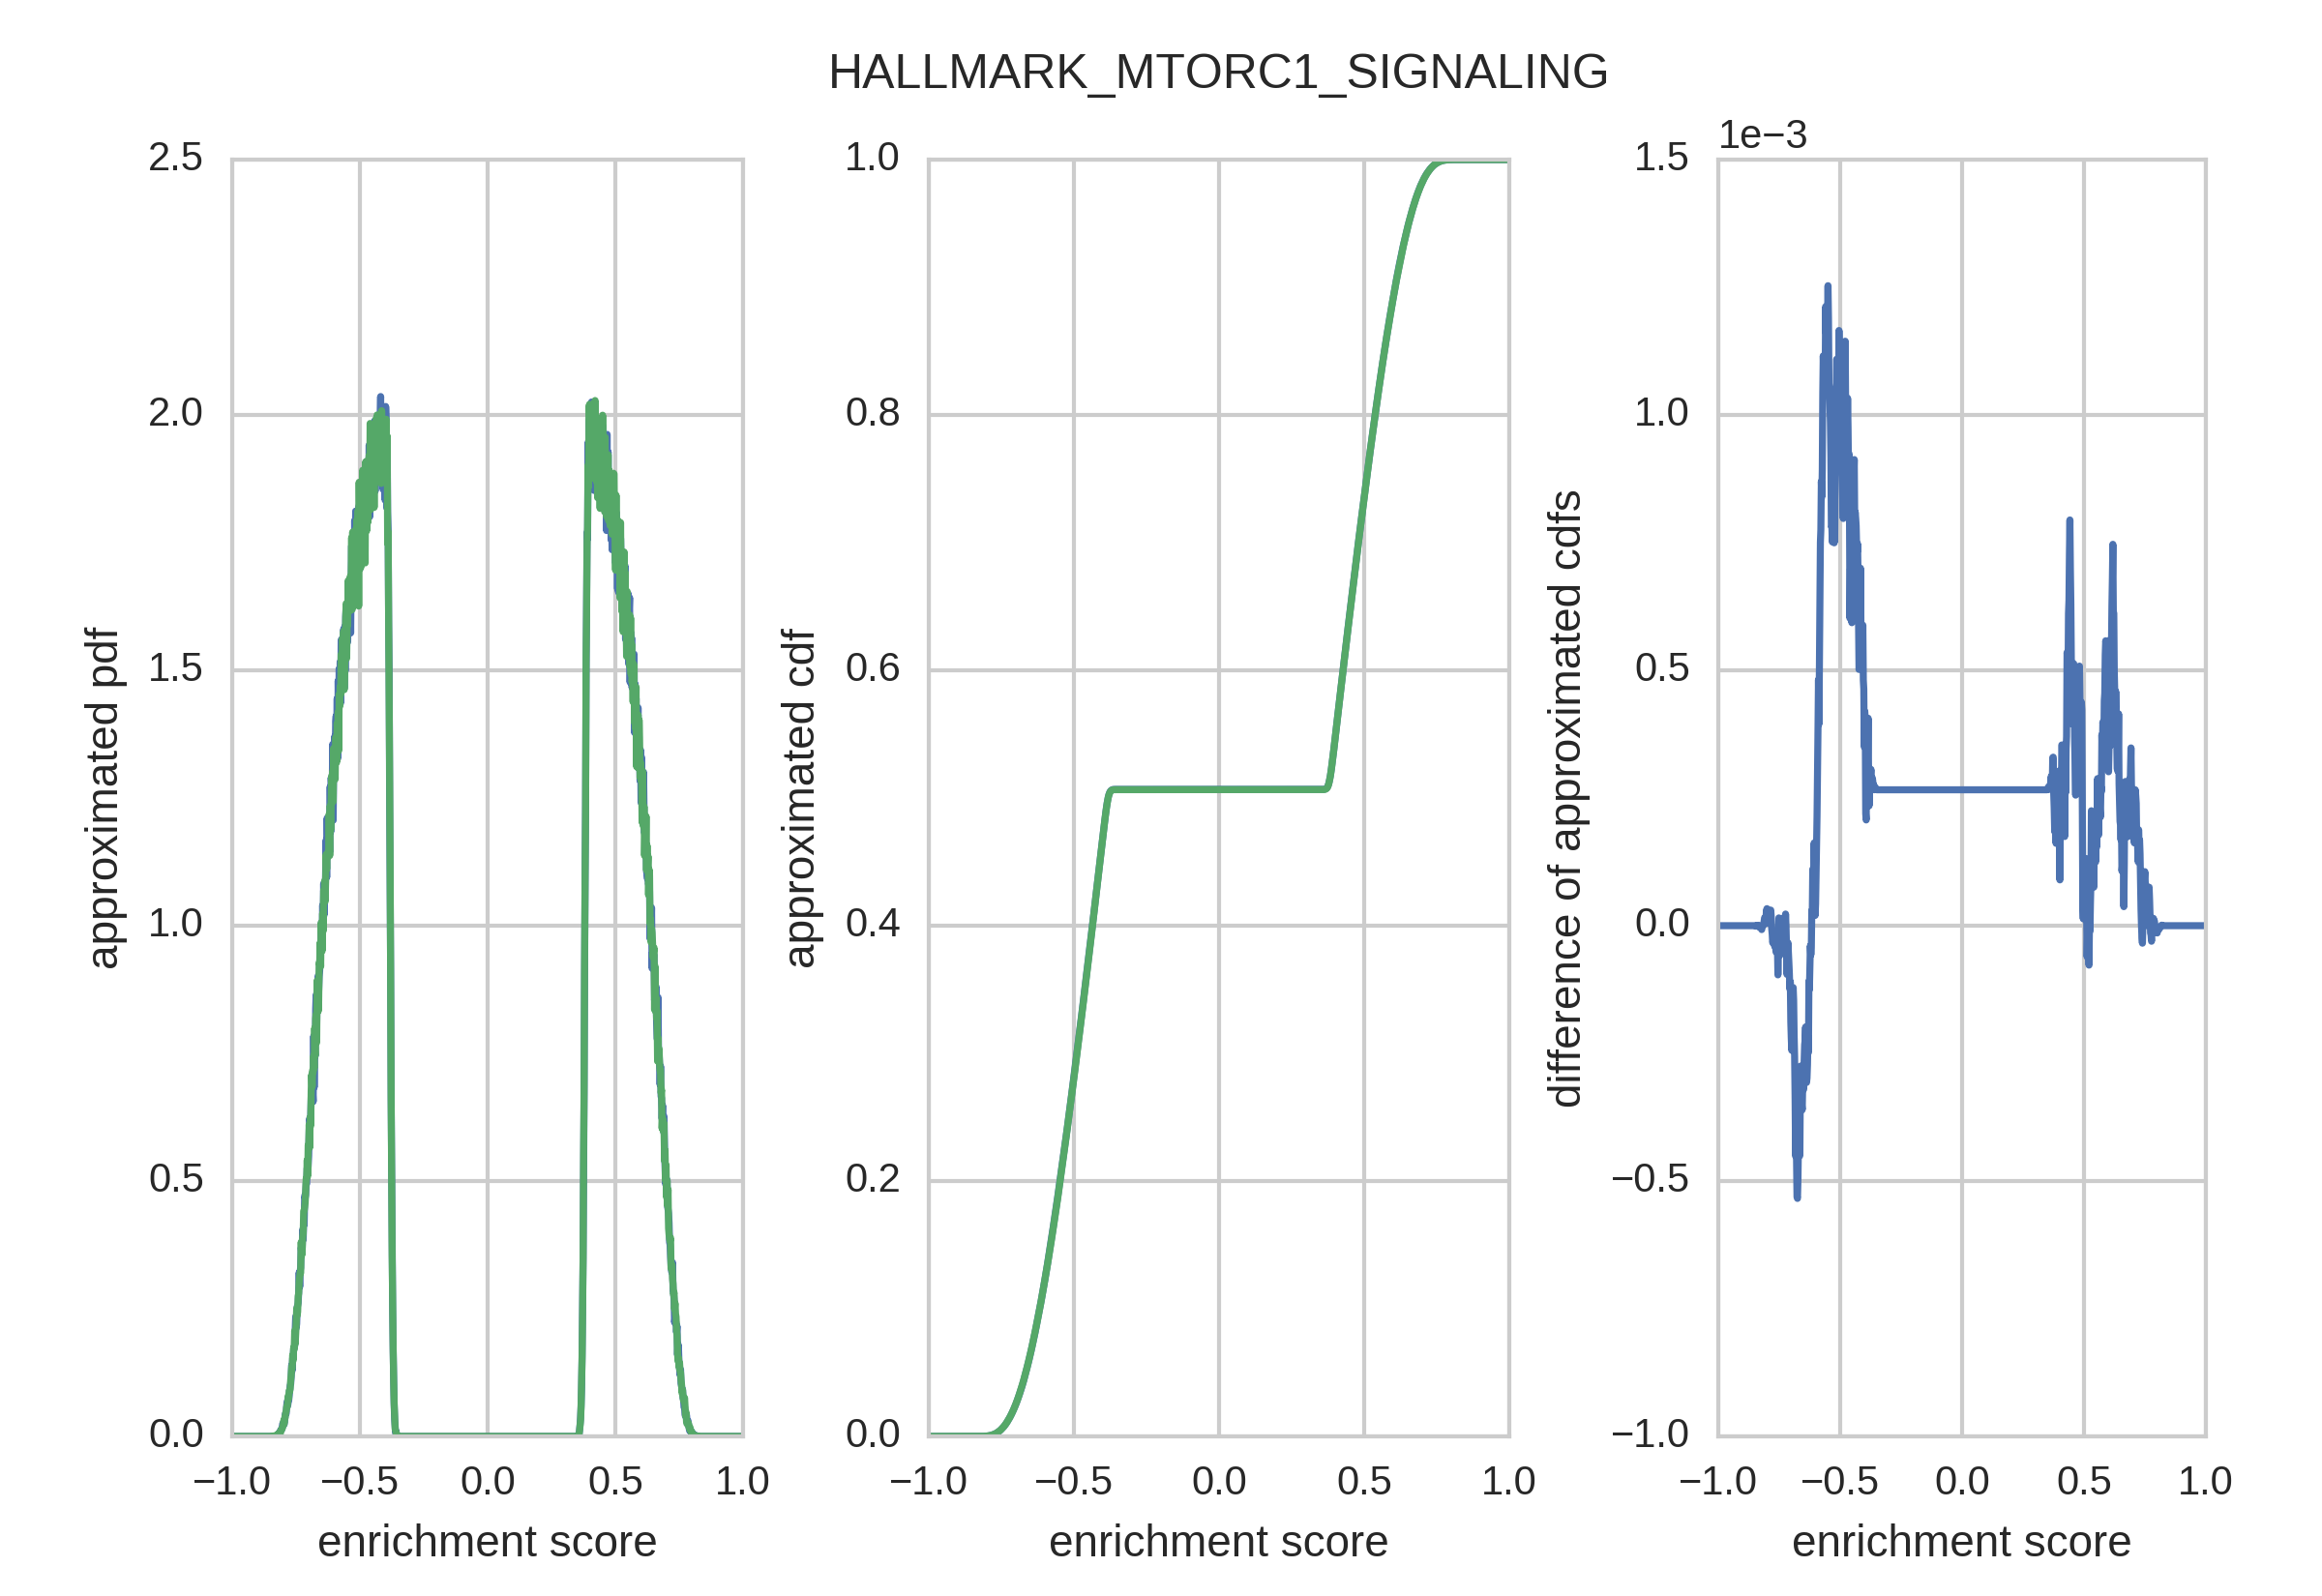 HALLMARK_MTORC1_SIGNALING
approximated pdf
2.5
2.0
1.5
1.0
0.5
0.0
−1.0 −0.5 0.0 0.5 1.0
enrichment score
approximated cdf
1.0
0.8
0.6
0.4
0.2
0.0
−1.0 −0.5 0.0 0.5 1.0
enrichment score
difference of approximated cdfs
1e−3
1.5
1.0
0.5
0.0
−0.5
−1.0
−1.0 −0.5 0.0 0.5 1.0
enrichment score